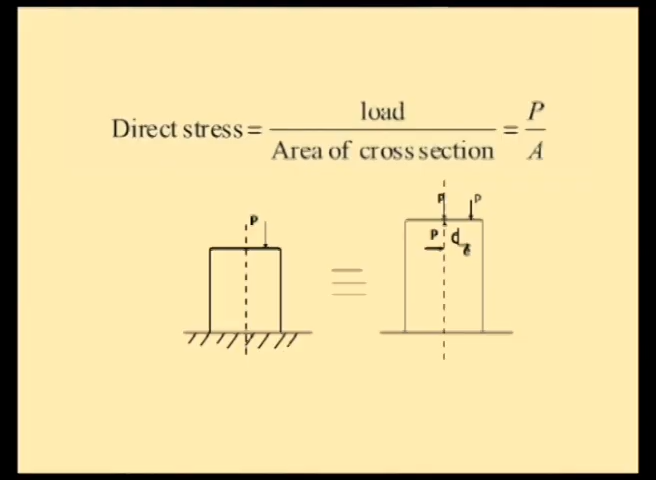 Direct stress = load / Area of cross section = P / A
P
P P
P d
e